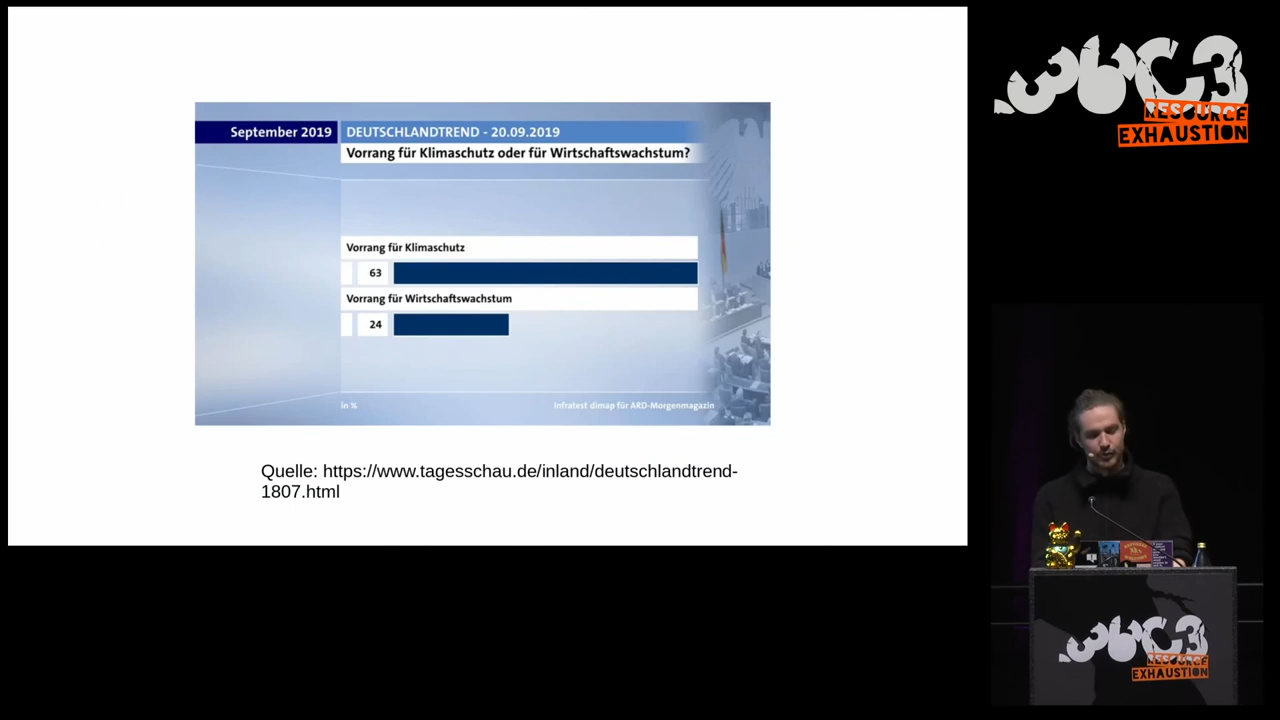 September 2019
DEUTSCHLANDTREND - 20.09.2019
Vorrang für Klimaschutz oder für Wirtschaftswachstum?
Vorrang für Klimaschutz
63
Vorrang für Wirtschaftswachstum
24
in %
Infratest dimap für ARD-Morgenmagazin
Quelle: https://www.tagesschau.de/inland/deutschlandtrend-
1807.html
36C3
RESOURCE
EXHAUSTION
36C3
RESOURCE
EXHAUSTION